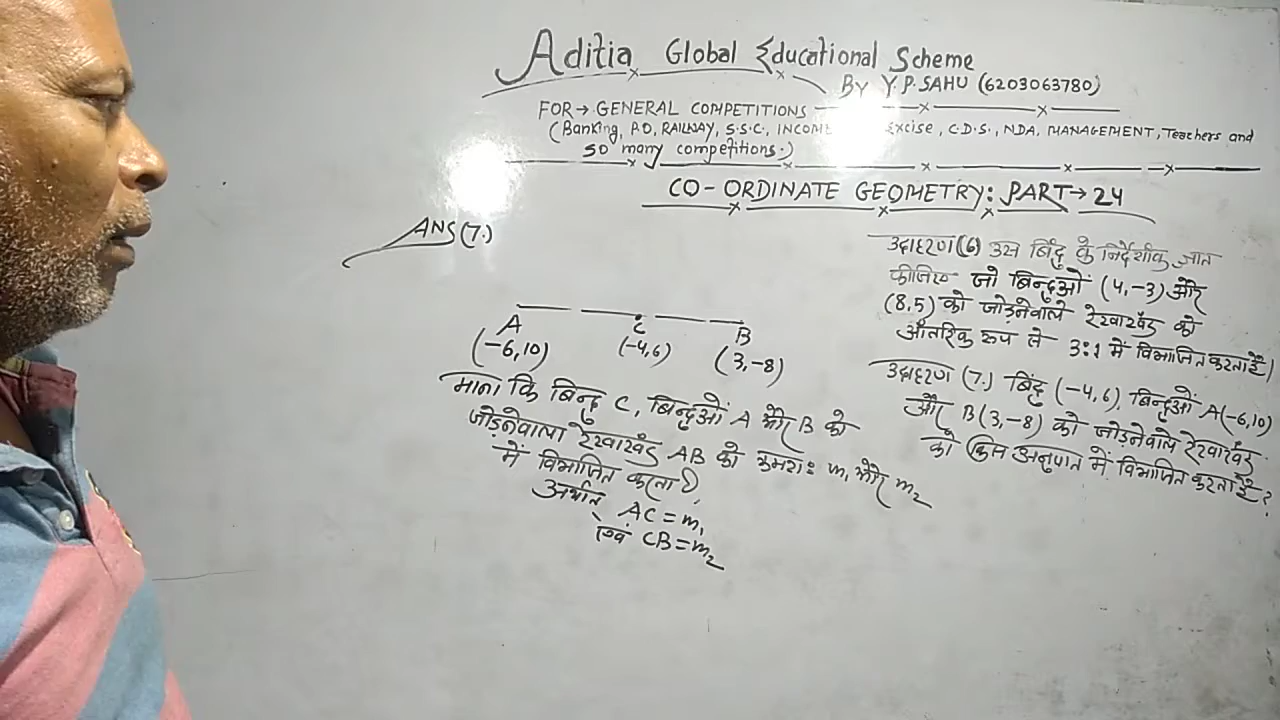 Aditia Global Educational Scheme
By Y.P.SAHU (6203063780)
FOR→ GENERAL COMPETITIONS
(Banking, P.O, RAILWAY, S.S.C., INCOME Excise, C.D.S., NDA, MANAGEMENT, Teachers and
so many competitions.)
CO-ORDINATE GEOMETRY: PART→24
ANS(7.)
A C B
(-6,10) (-4,6) (3,-8)
माना कि बिन्दु C, बिन्दुओं A और B को
जोड़नेवाला रेखाखंड AB को क्रमशः m₁ और m₂
में विभाजित करता है,
अर्थात् AC = m₁
एवं CB = m₂
उदाहरण (6) उस बिंदु के निर्देशांक ज्ञात
कीजिए जो बिन्दुओं (4,-3) और
(8,5) को जोड़नेवाले रेखाखंड को
आंतरिक रूप से 3:1 में विभाजित करता है।
उदाहरण (7.) बिंदु (-4,6), बिन्दुओं A(-6,10)
और B(3,-8) को जोड़नेवाले रेखाखंड
को किस अनुपात में विभाजित करता है?